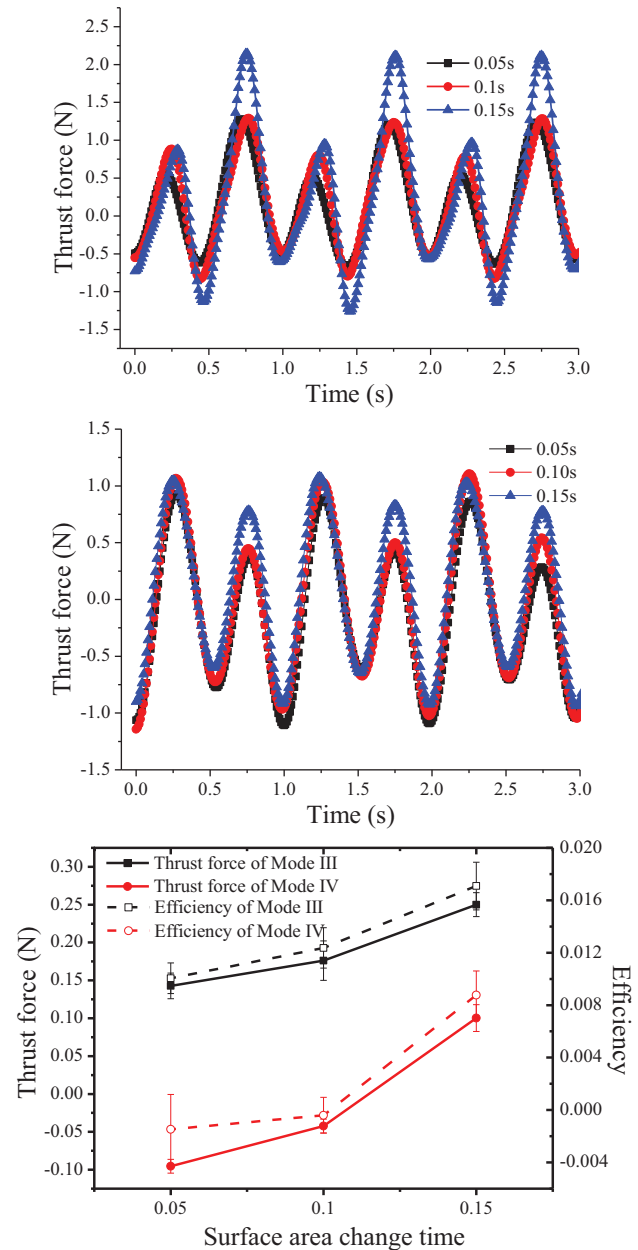 2.5
2.0
1.5
1.0
0.5
0.0
-0.5
-1.0
-1.5
Thrust force (N)
0.05s
0.1s
0.15s
0.0 0.5 1.0 1.5 2.0 2.5 3.0
Time (s)
1.5
1.0
0.5
0.0
-0.5
-1.0
-1.5
Thrust force (N)
0.05s
0.10s
0.15s
0.0 0.5 1.0 1.5 2.0 2.5 3.0
Time (s)
0.30
0.25
0.20
0.15
0.10
0.05
0.00
-0.05
-0.10
Thrust force (N)
Thrust force of Mode III
Thrust force of Mode IV
Efficiency of Mode III
Efficiency of Mode IV
0.020
0.016
0.012
0.008
0.004
0.000
-0.004
Efficiency
0.05 0.1 0.15
Surface area change time